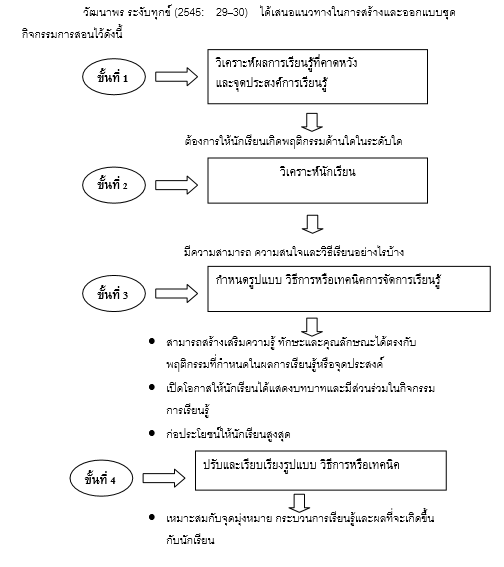 วัฒนาพร ระงับทุกข์ (2545: 29–30) ได้เสนอแนวทางในการสร้างและออกแบบชุด
กิจกรรมการสอนไว้ดังนี้
ขั้นที่ 1
วิเคราะห์ผลการเรียนรู้ที่คาดหวัง
และจุดประสงค์การเรียนรู้
ต้องการให้นักเรียนเกิดพฤติกรรมด้านใดในระดับใด
ขั้นที่ 2
วิเคราะห์นักเรียน
มีความสามารถ ความสนใจและวิธีเรียนอย่างไรบ้าง
ขั้นที่ 3
กำหนดรูปแบบ วิธีการหรือเทคนิคการจัดการเรียนรู้
● สามารถสร้างเสริมความรู้ ทักษะและคุณลักษณะได้ตรงกับ
พฤติกรรมที่กำหนดในผลการเรียนรู้หรือจุดประสงค์
● เปิดโอกาสให้นักเรียนได้แสดงบทบาทและมีส่วนร่วมในกิจกรรม
การเรียนรู้
● ก่อประโยชน์ให้นักเรียนสูงสุด
ขั้นที่ 4
ปรับและเรียบเรียงรูปแบบ วิธีการหรือเทคนิค
● เหมาะสมกับจุดมุ่งหมาย กระบวนการเรียนรู้และผลที่จะเกิดขึ้น
กับนักเรียน